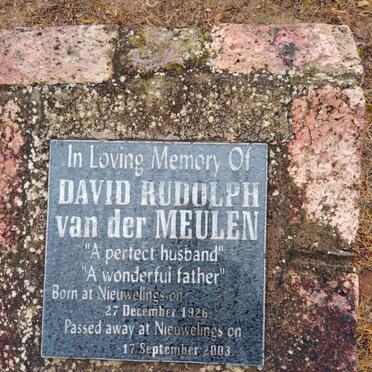 In Loving Memory Of
DAVID RUDOLPH
van der MEULEN
"A perfect husband"
"A wonderful father"
Born at Nieuwelings on
27 December 1926
Passed away at Nieuwelings on
17 September 2003